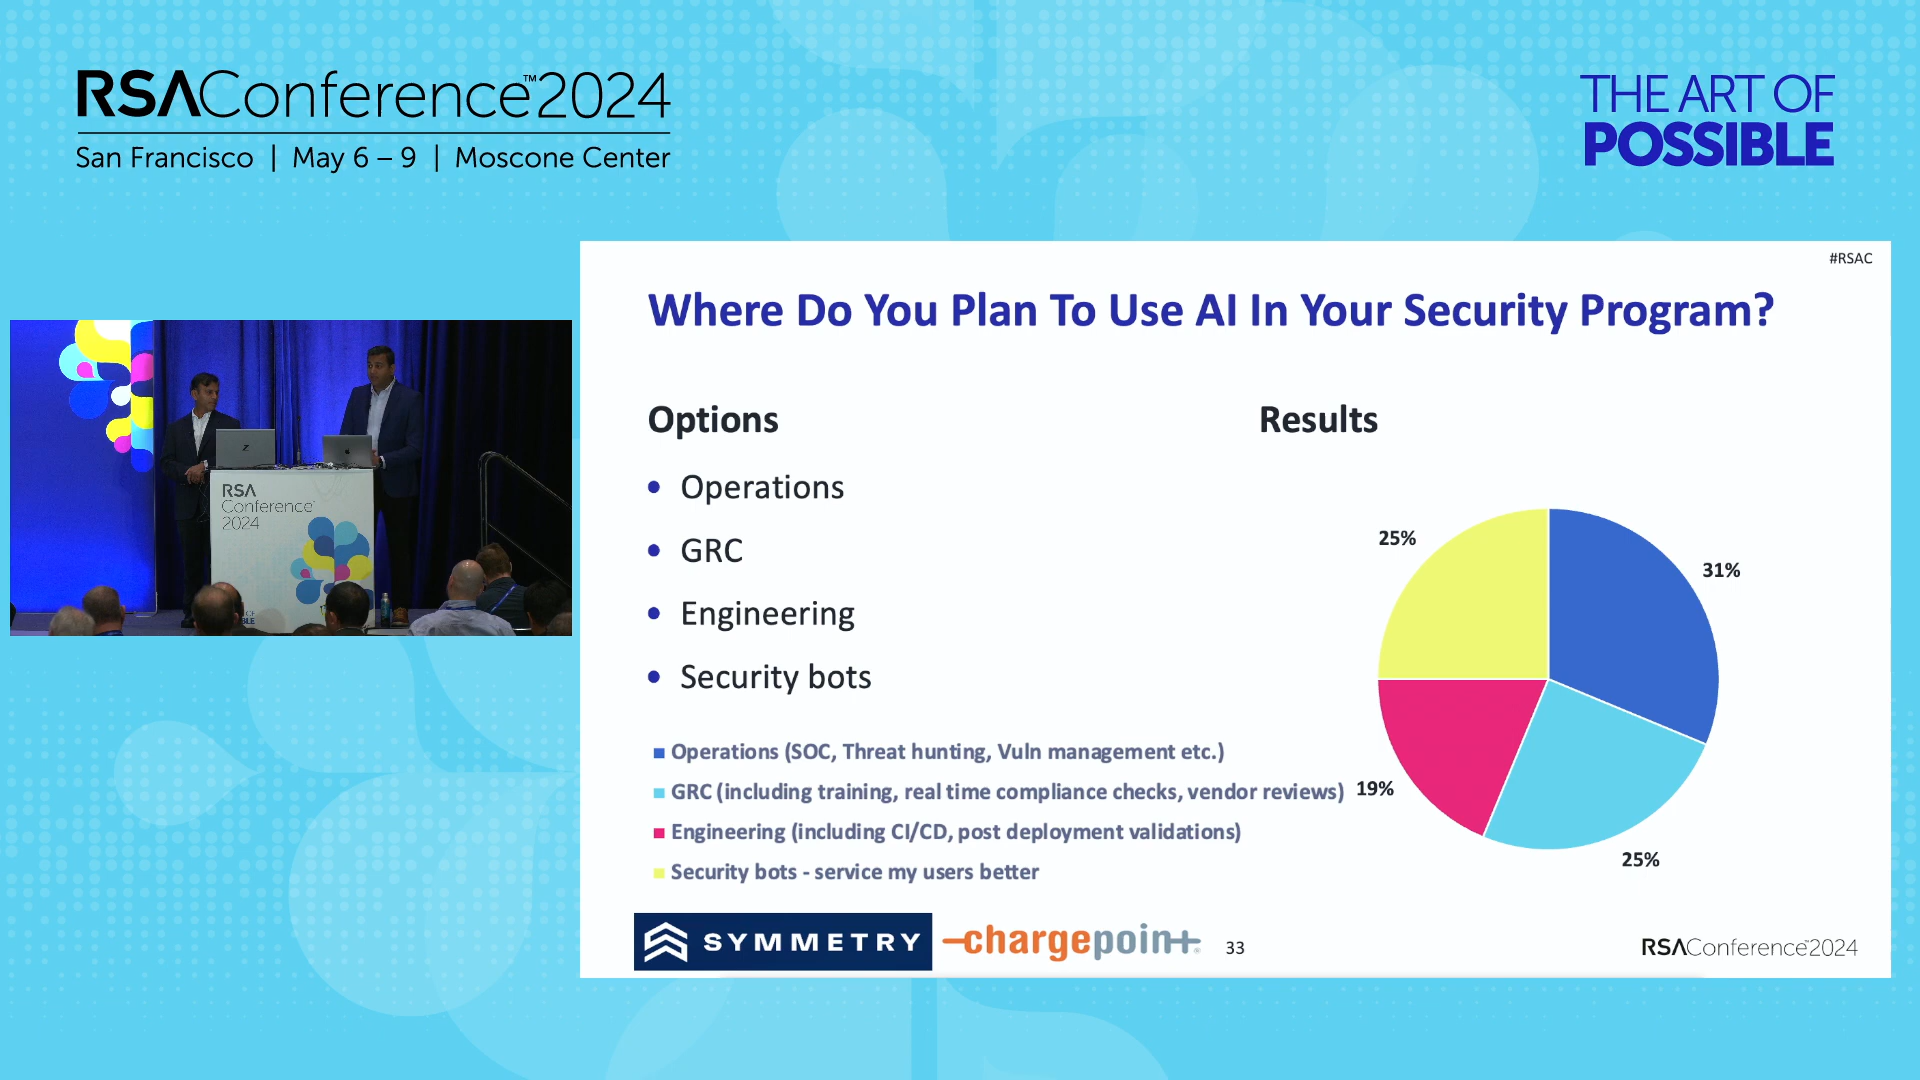 RSAConference™2024
San Francisco | May 6 – 9 | Moscone Center
THE ART OF
POSSIBLE
#RSAC
Where Do You Plan To Use AI In Your Security Program?
Options
• Operations
• GRC
• Engineering
• Security bots
Results
25%
31%
19%
25%
Operations (SOC, Threat hunting, Vuln management etc.)
GRC (including training, real time compliance checks, vendor reviews)
Engineering (including CI/CD, post deployment validations)
Security bots - service my users better
SYMMETRY
chargepoint
33
RSAConference™2024
RSA
Conference™
2024